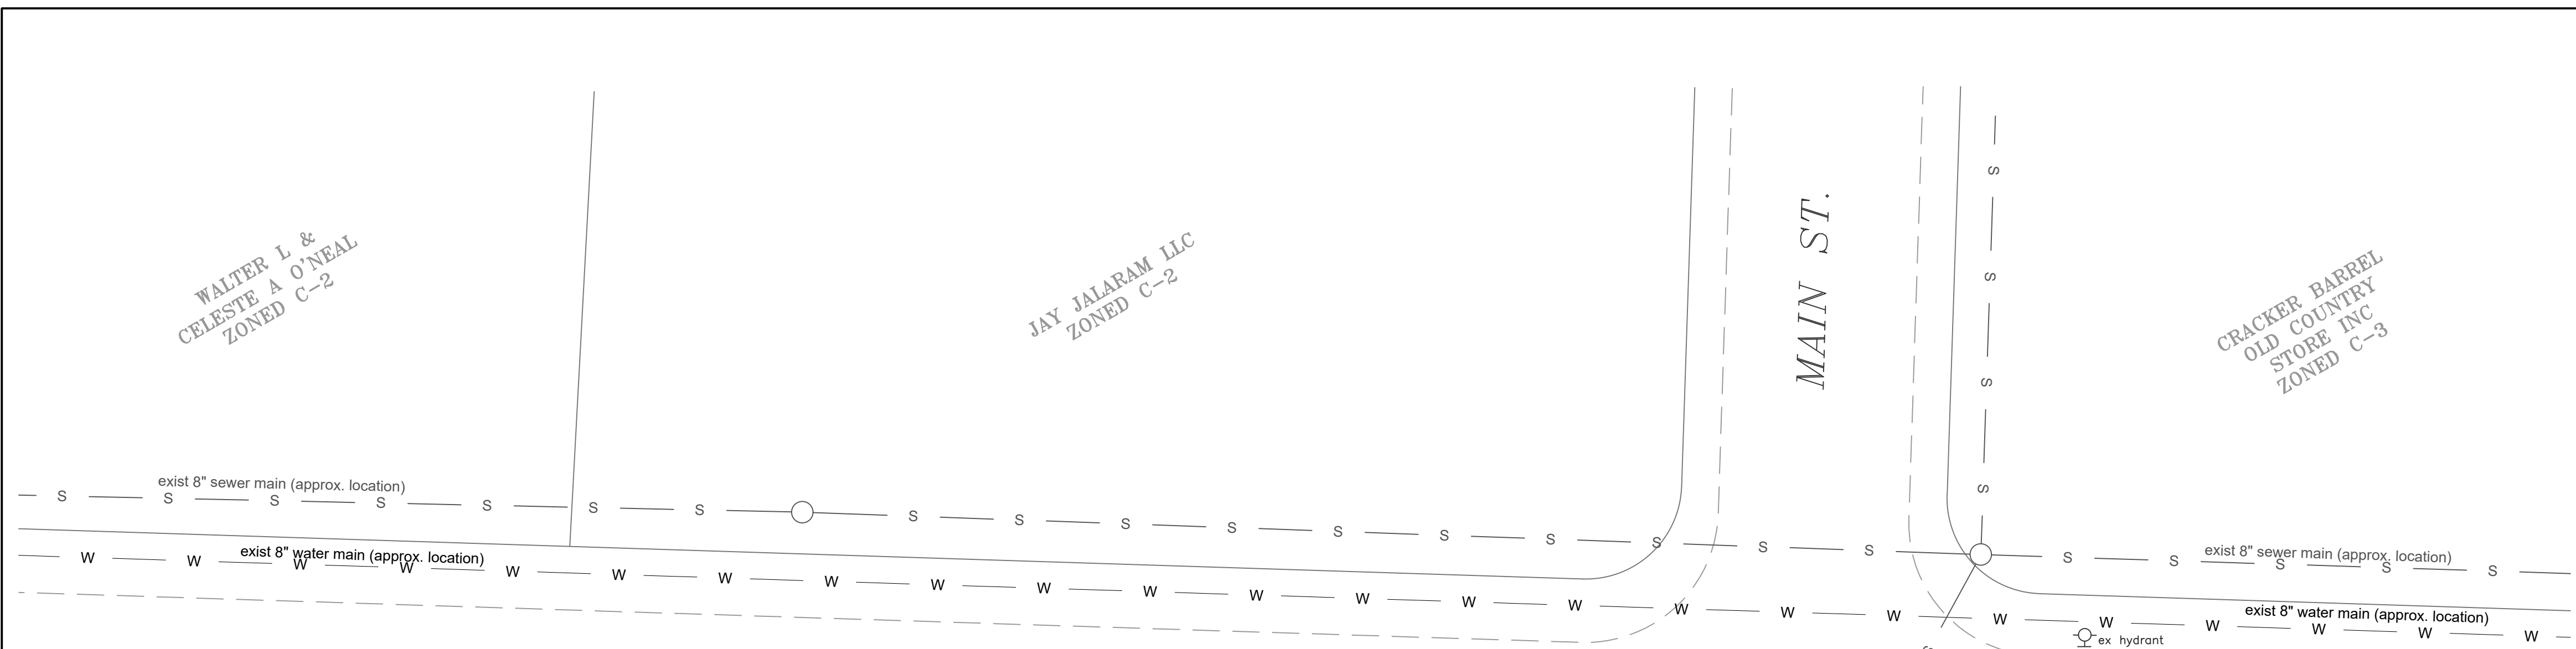 WALTER L &
CELESTE A O'NEAL
ZONED C-2
JAY JALARAM LLC
ZONED C-2
MAIN ST.
CRACKER BARREL
OLD COUNTRY
STORE INC
ZONED C-3
S
S
S
S
exist 8" sewer main (approx. location)
S S S S S S S S S S S S S S S S S S
exist 8" sewer main (approx. location)
S S S S S
exist 8" water main (approx. location)
W W W W W W W W W W W W W W W W W W W W W W W W
exist 8" water main (approx. location)
ex hydrant